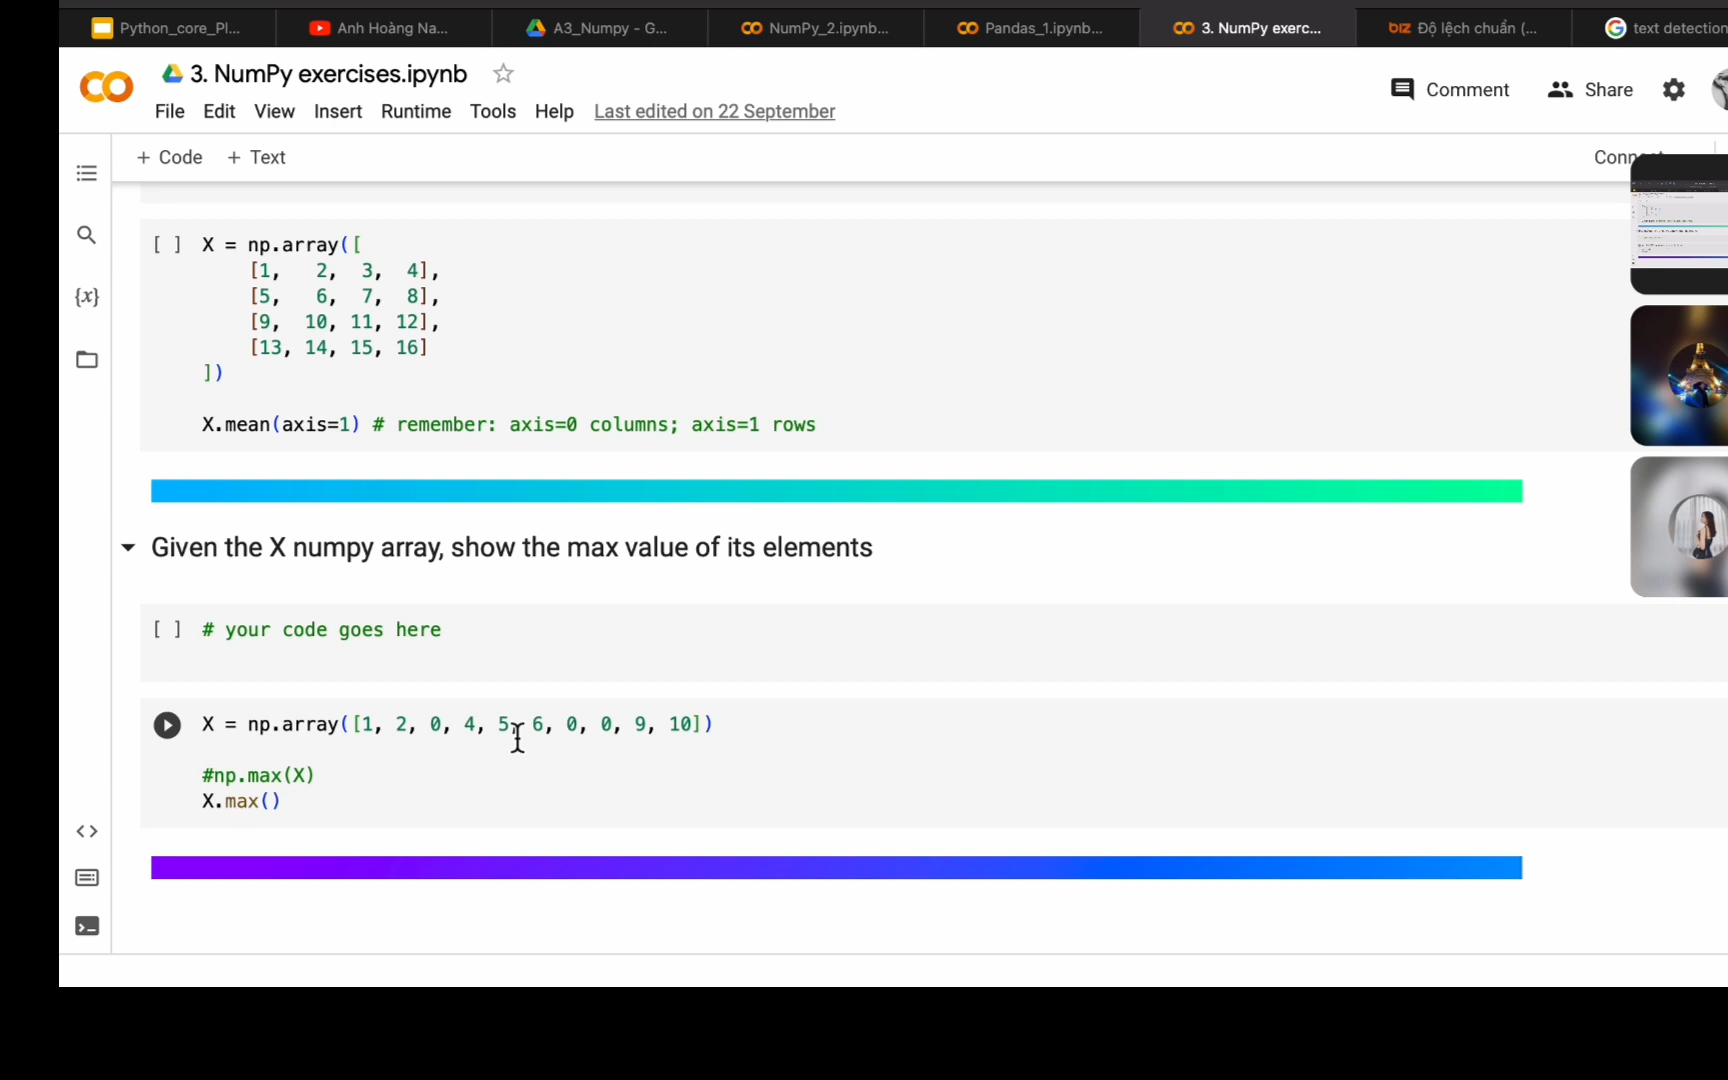 Python_core_Pl...
Anh Hoàng Na...
A3_Numpy - G...
NumPy_2.ipynb...
Pandas_1.ipynb...
3. NumPy exerc...
biz Độ lệch chuẩn (...
text detection
3. NumPy exercises.ipynb
File Edit View Insert Runtime Tools Help Last edited on 22 September
Comment
Share
+ Code + Text
[ ] X = np.array([
[1, 2, 3, 4],
[5, 6, 7, 8],
[9, 10, 11, 12],
[13, 14, 15, 16]
])
X.mean(axis=1) # remember: axis=0 columns; axis=1 rows
Given the X numpy array, show the max value of its elements
[ ] # your code goes here
X = np.array([1, 2, 0, 4, 5, 6, 0, 0, 9, 10])
#np.max(X)
X.max()